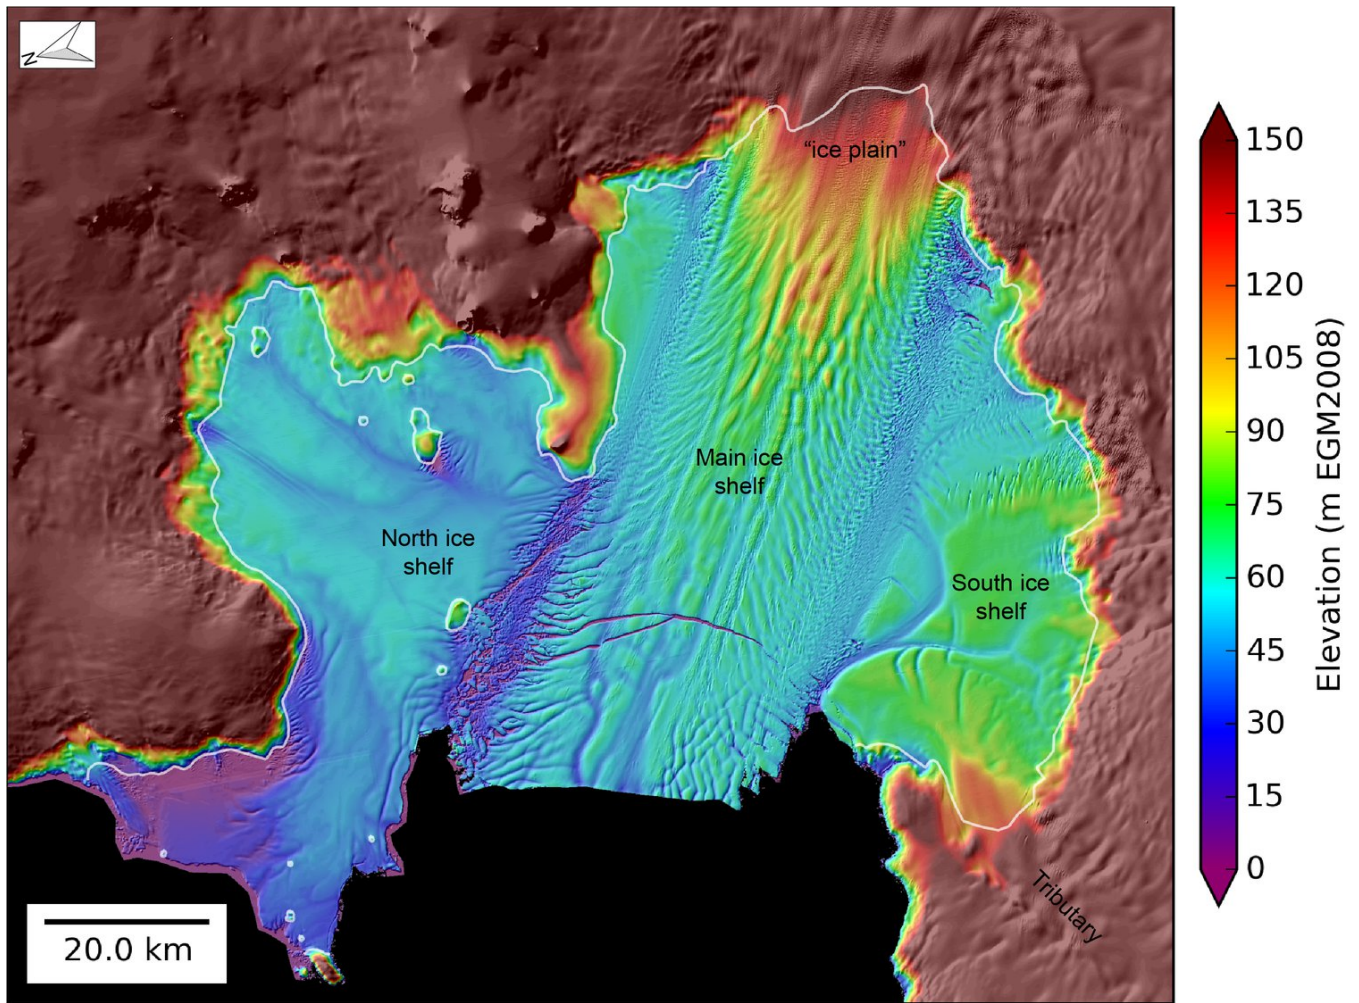 N
"ice plain"
Main ice
shelf
North ice
shelf
South ice
shelf
Tributary
20.0 km
150
135
120
105
90
75
60
45
30
15
0
Elevation (m EGM2008)